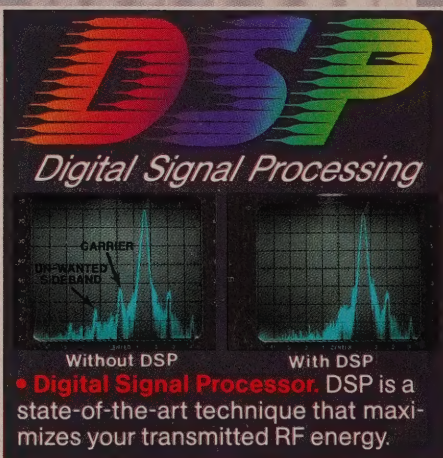 DSP
Digital Signal Processing
CARRIER
UN-WANTED
SIDEBAND
Without DSP
With DSP
• Digital Signal Processor. DSP is a
state-of-the-art technique that maxi-
mizes your transmitted RF energy.